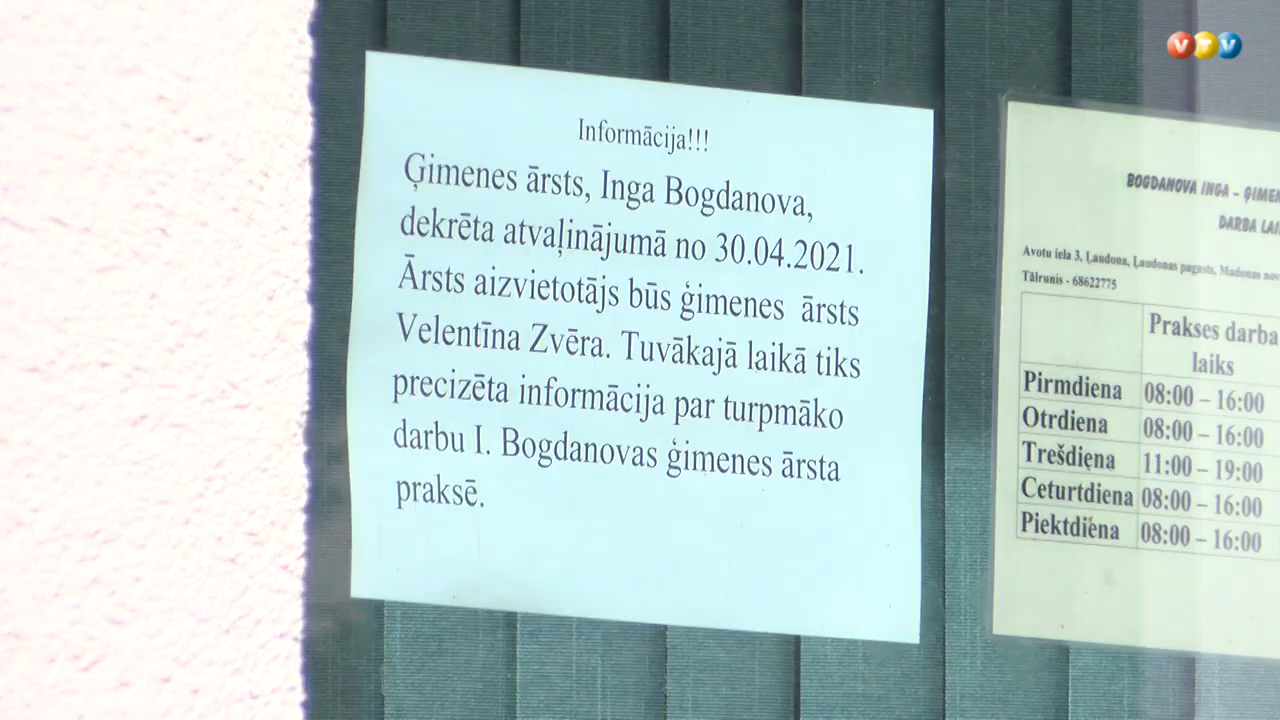 VTV
Informācija!!!
Ģimenes ārsts, Inga Bogdanova,
dekrēta atvaļinājumā no 30.04.2021.
Ārsts aizvietotājs būs ģimenes ārsts
Velentīna Zvēra. Tuvākajā laikā tiks
precizēta informācija par turpmāko
darbu I. Bogdanovas ģimenes ārsta
praksē.
BOGDANOVA INGA – ĢIMEN
DARBA LAI
Avotu iela 3, Ļaudona, Ļaudonas pagasts, Madonas nov
Tālrunis - 68622775
Prakses darba
laiks
Pirmdiena 08:00 – 16:00
Otrdiena 08:00 – 16:00
Trešdiena 11:00 – 19:00
Ceturtdiena 08:00 – 16:00
Piektdiena 08:00 – 16:00